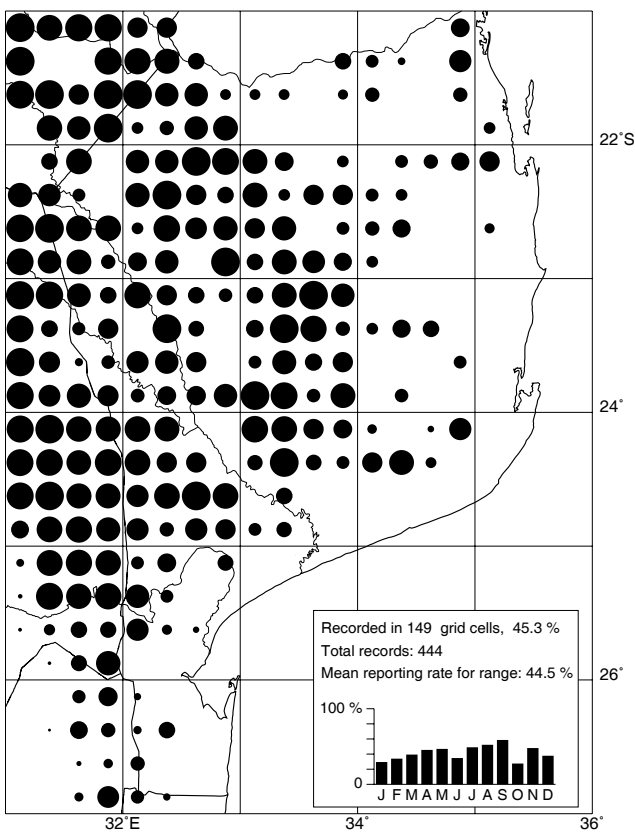 22°S
24°
Recorded in 149 grid cells, 45.3 %
Total records: 444
Mean reporting rate for range: 44.5 %
26°
100 %
0
J F M A M J J A S O N D
32°E
34
36°